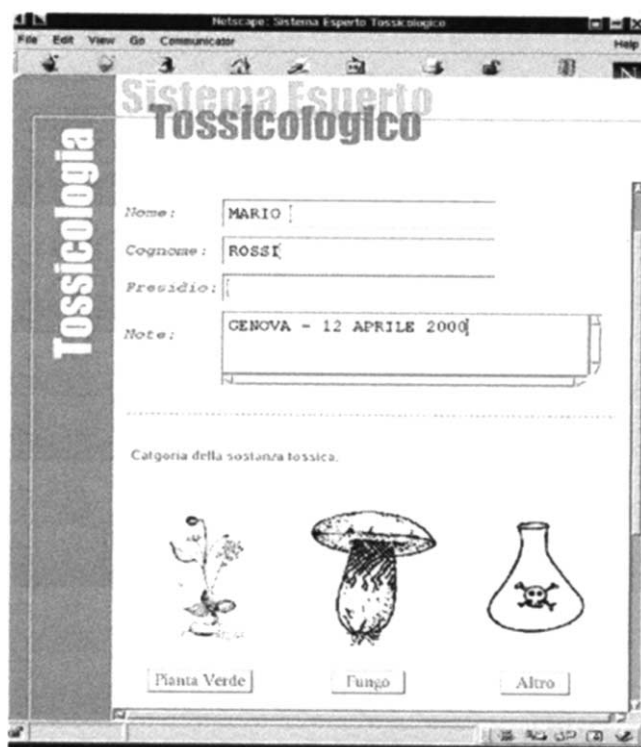 Netscape: Sistema Esperto Tossicologico
File Edit View Go Communicator Help
Sistema Esperto
Tossicologico
Tossicologia
Nome: MARIO
Cognome: ROSSI
Presidio:
Note: GENOVA - 12 APRILE 2000
Catgoria della sostanza tossica.
Pianta Verde Fungo Altro